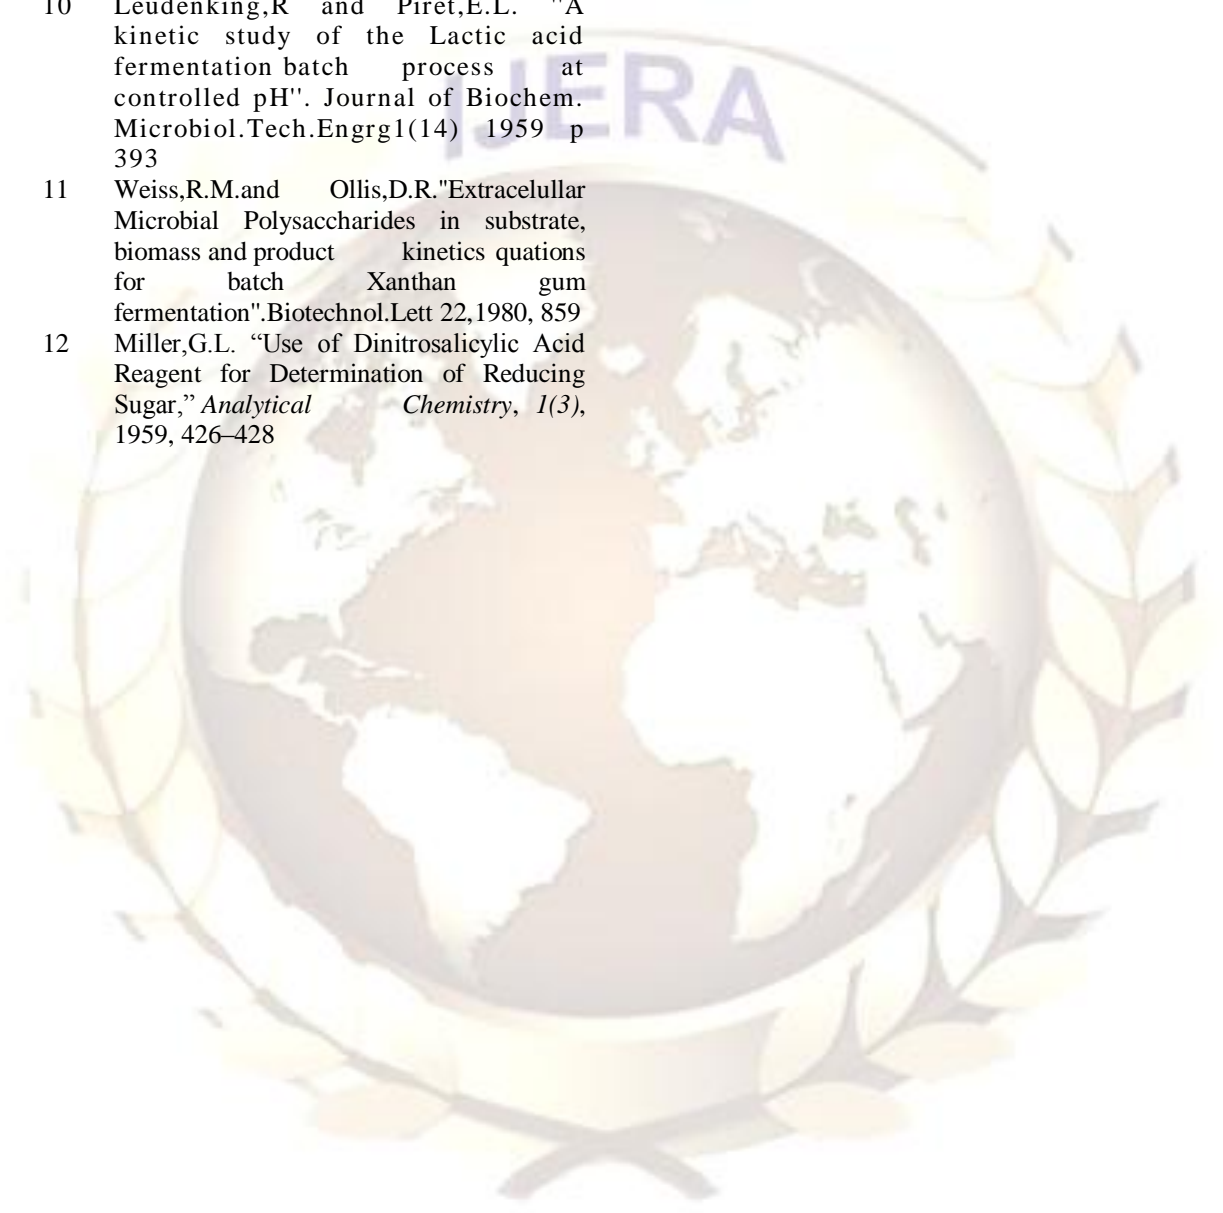 10 Leudenking,R and Piret,E.L. "A
kinetic study of the Lactic acid
fermentation batch process at
controlled pH''. Journal of Biochem.
Microbiol.Tech.Engrg1(14) 1959 p
393
11 Weiss,R.M.and Ollis,D.R."Extracelullar
Microbial Polysaccharides in substrate,
biomass and product kinetics quations
for batch Xanthan gum
fermentation".Biotechnol.Lett 22,1980, 859
12 Miller,G.L. “Use of Dinitrosalicylic Acid
Reagent for Determination of Reducing
Sugar,” Analytical Chemistry, 1(3),
1959, 426–428
IJERA